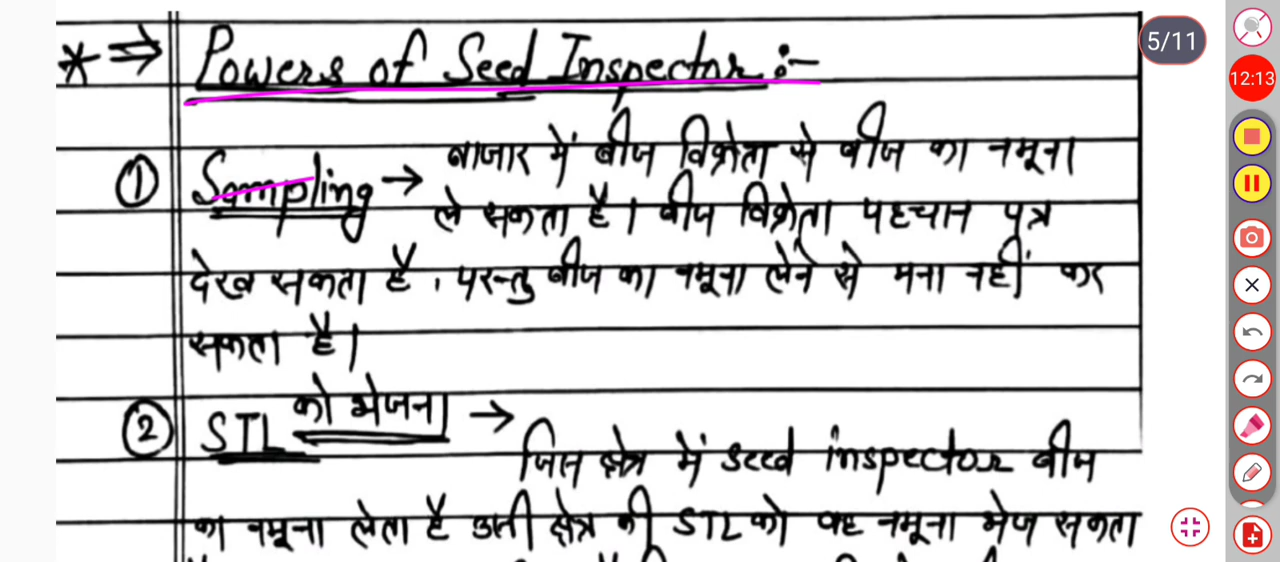 5/11
12:13
* ⇒ Powers of Seed Inspector :-
① Sampling → बाजार में बीज विक्रेता से बीज का नमूना
ले सकता है। बीज विक्रेता पहचान पत्र
देख सकता है, परन्तु बीज का नमूना लेने से मना नहीं कर
सकता है।
② STL को भेजना →
जिस क्षेत्र में seed inspector बीज
का नमूना लेता है उसी क्षेत्र की STL को वह नमूना भेज सकता